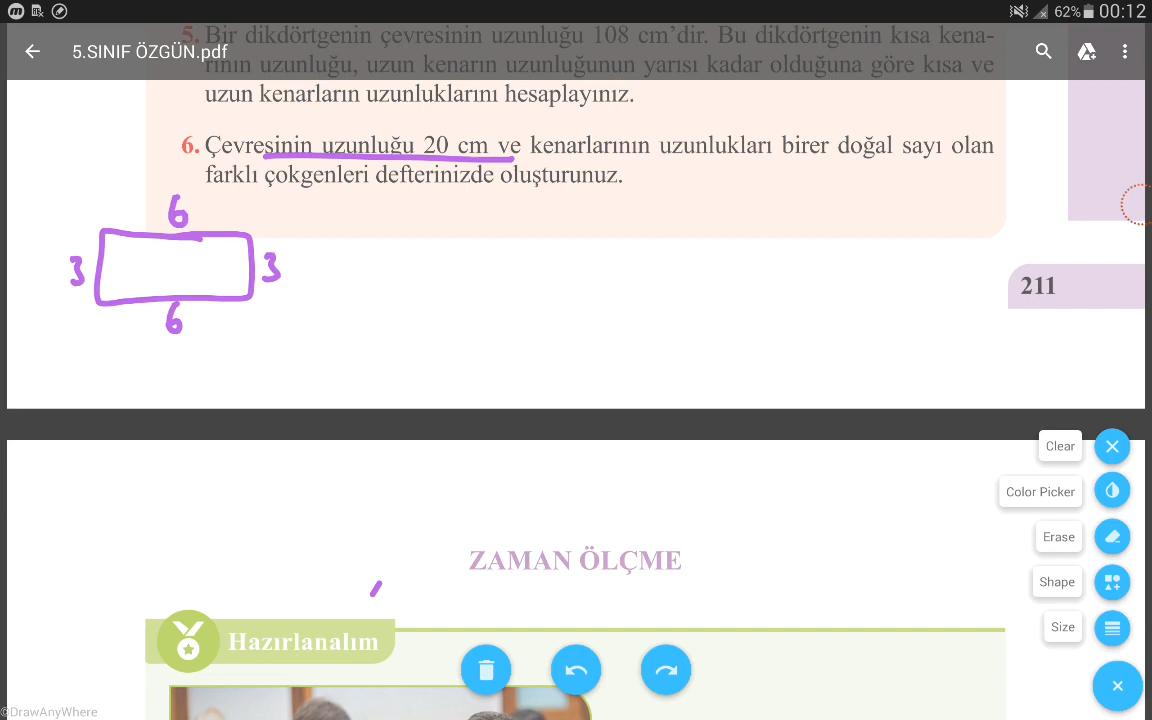 62% 00:12
5.SINIF ÖZGÜN.pdf
5. Bir dikdörtgenin çevresinin uzunluğu 108 cm’dir. Bu dikdörtgenin kısa kena-
rının uzunluğu, uzun kenarın uzunluğunun yarısı kadar olduğuna göre kısa ve
uzun kenarların uzunluklarını hesaplayınız.
6. Çevresinin uzunluğu 20 cm ve kenarlarının uzunlukları birer doğal sayı olan
farklı çokgenleri defterinizde oluşturunuz.
6
3 3
6
211
Clear
Color Picker
Erase
Shape
Size
ZAMAN ÖLÇME
Hazırlanalım
©DrawAnyWhere